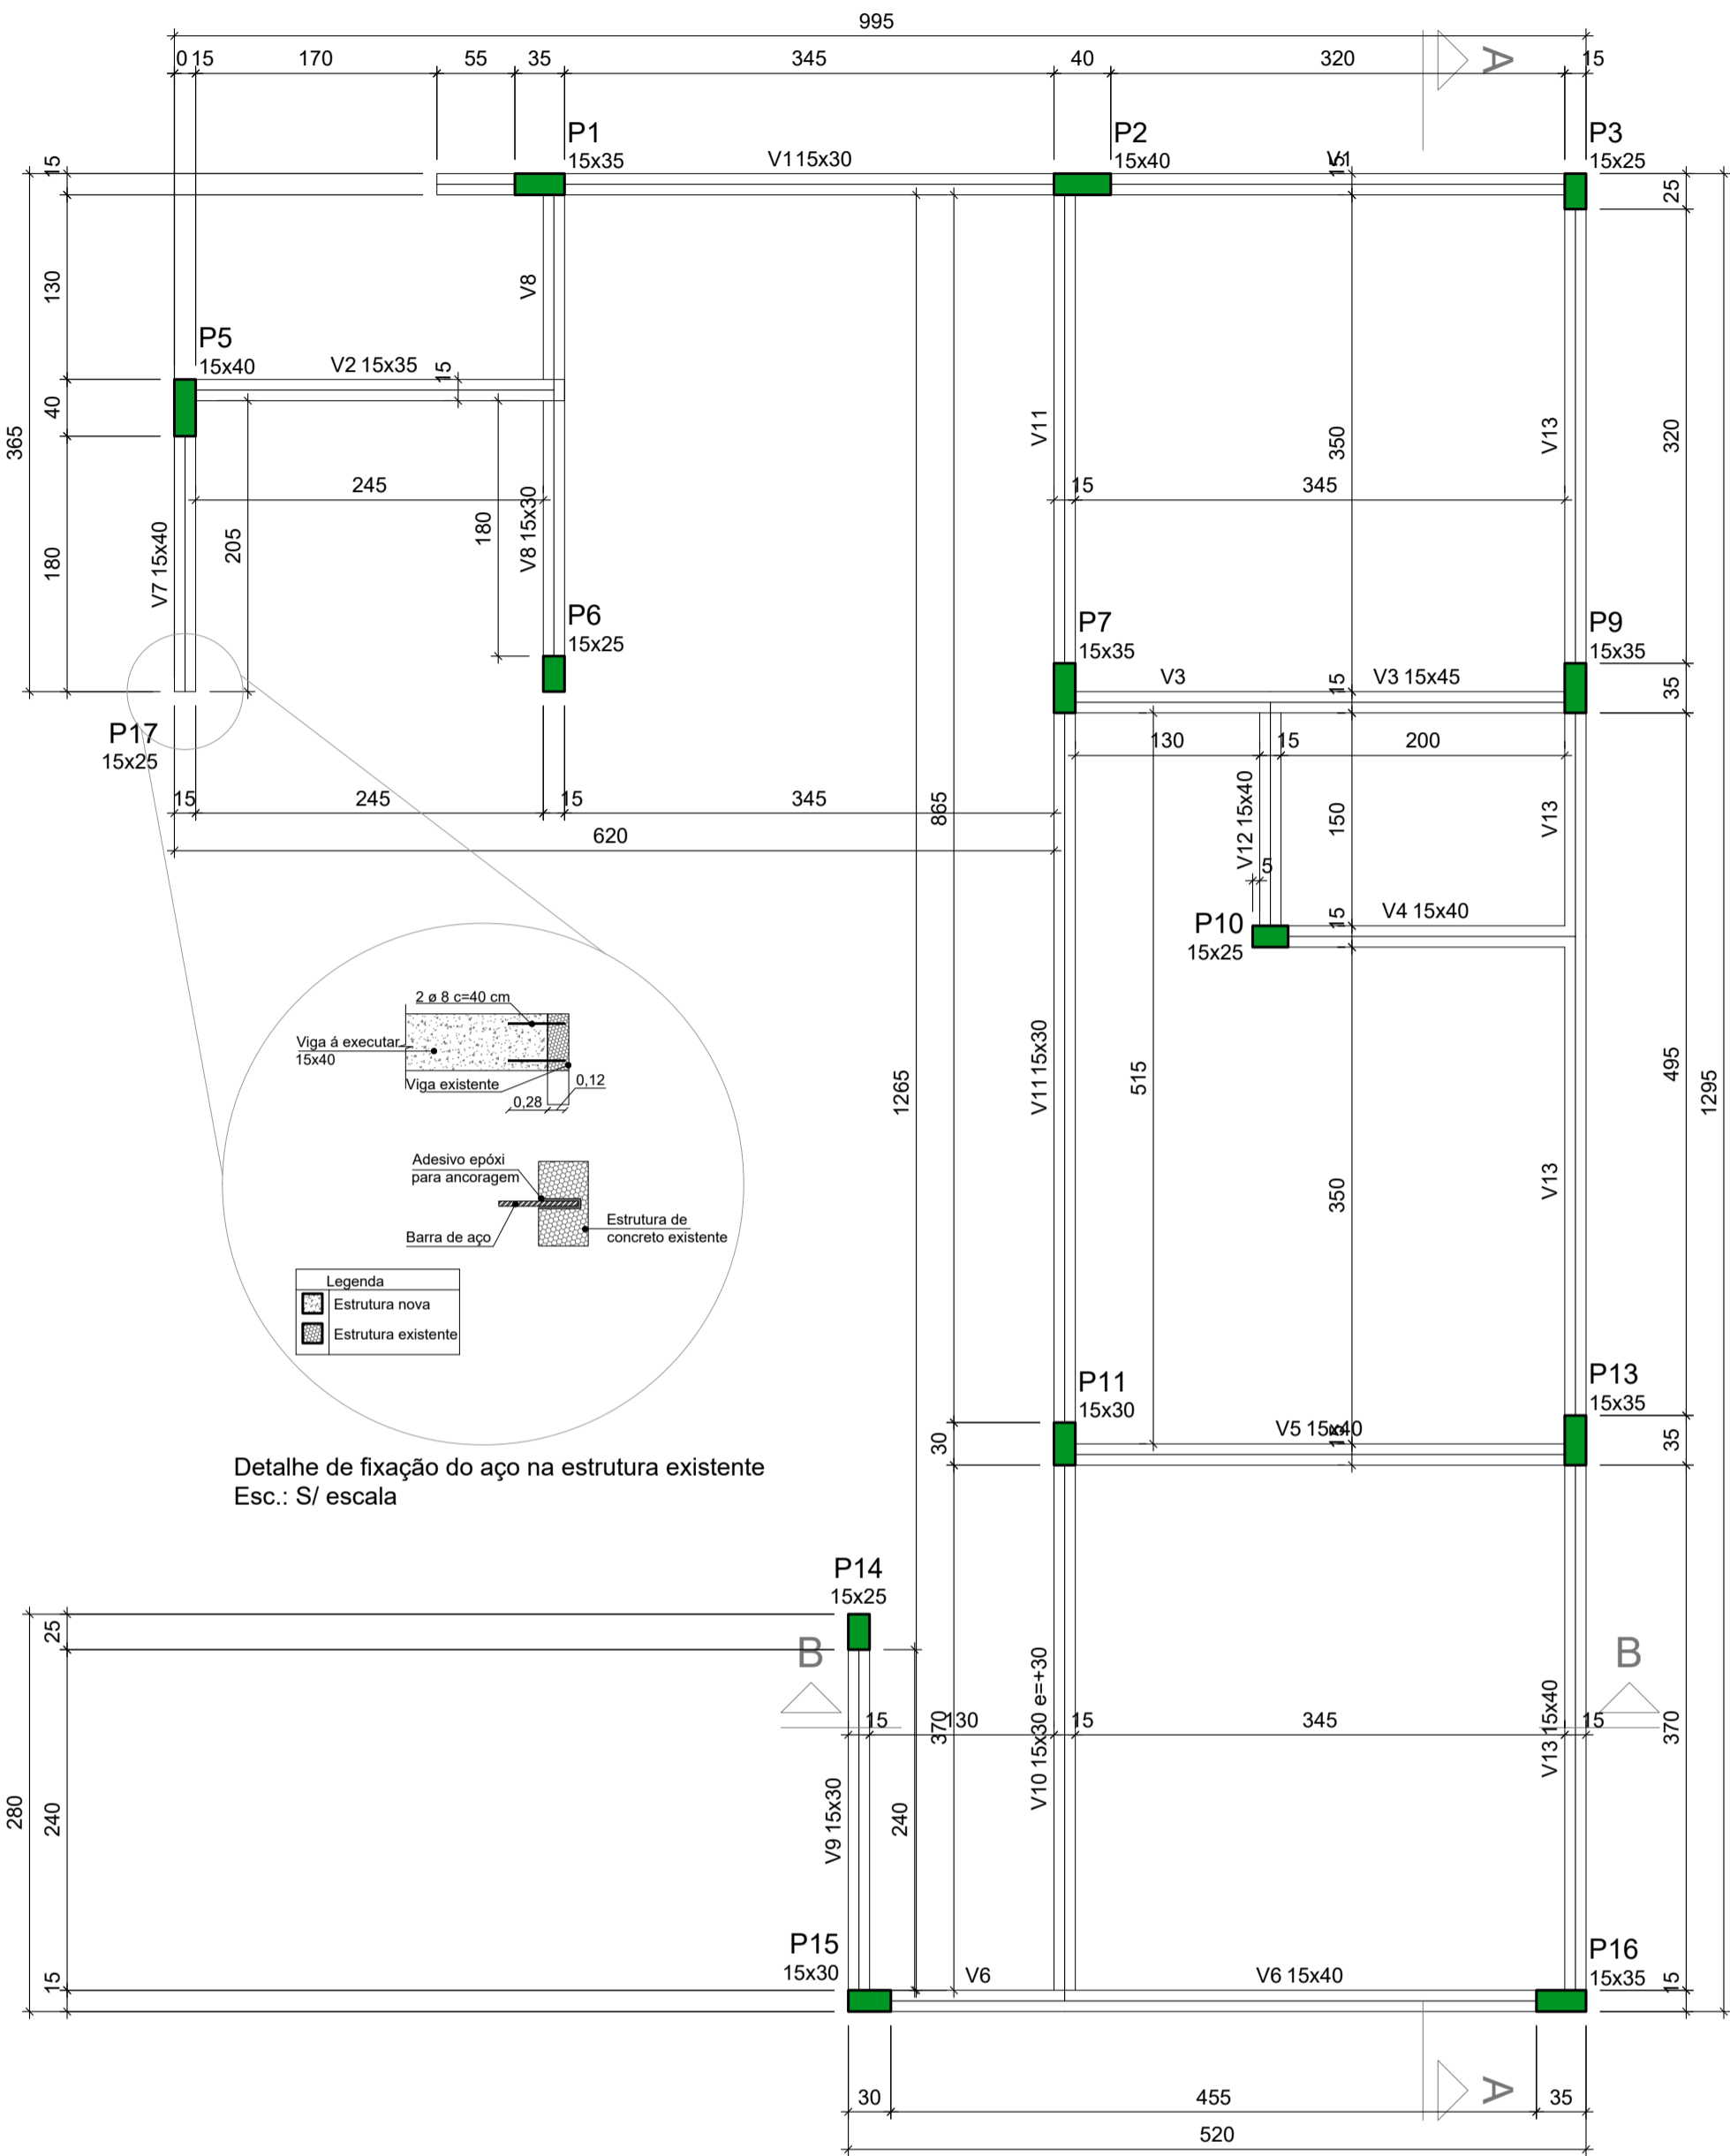 995
0 15 170 55 35 345 40 320 15
A
P1
15x35
V1 15x30
P2
15x40
V1
15
P3
15x25
15
25
130
V8
P5
15x40
V2 15x35
15
40
365
V11
350
V13
320
245
15
345
180
205
V7 15x40
V8 15x30
180
P6
15x25
P7
15x35
P9
15x35
V3
15
V3 15x45
35
P17
15x25
130
15
200
15
245
15
345
865
V12 15x40
150
V13
620
5
P10
15x25
15
V4 15x40
2 ø 8 c=40 cm
Viga á executar
15x40
Viga existente
0,12
0,28
1265
V11 15x30
515
495
1295
Adesivo epóxi
para ancoragem
Barra de aço
Estrutura de
concreto existente
350
V13
Legenda
Estrutura nova
Estrutura existente
P11
15x30
P13
15x35
30
V5 15x40
15
35
Detalhe de fixação do aço na estrutura existente
Esc.: S/ escala
P14
15x25
25
B
B
V10 15x30 e=+30
15
370
130
15
345
V13 15x40
15
370
280
240
V9 15x30
240
P15
15x30
P16
15x35
15
V6
V6 15x40
15
30
455
A
35
520